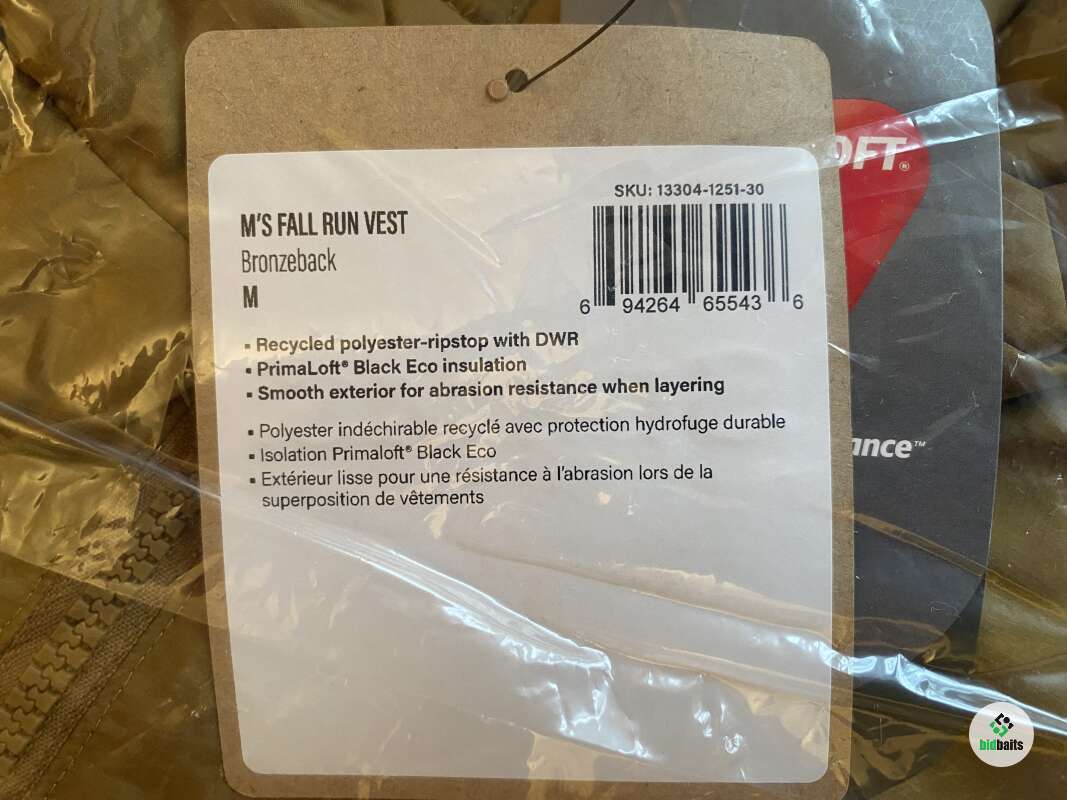 SKU: 13304-1251-30
M'S FALL RUN VEST
Bronzeback
M
6 94264 65543 6
▪ Recycled polyester-ripstop with DWR
▪ PrimaLoft® Black Eco insulation
▪ Smooth exterior for abrasion resistance when layering
▪ Polyester indéchirable recyclé avec protection hydrofuge durable
▪ Isolation Primaloft® Black Eco
▪ Extérieur lisse pour une résistance à l'abrasion lors de la
superposition de vêtements
OFT®
ance™
bidbaits